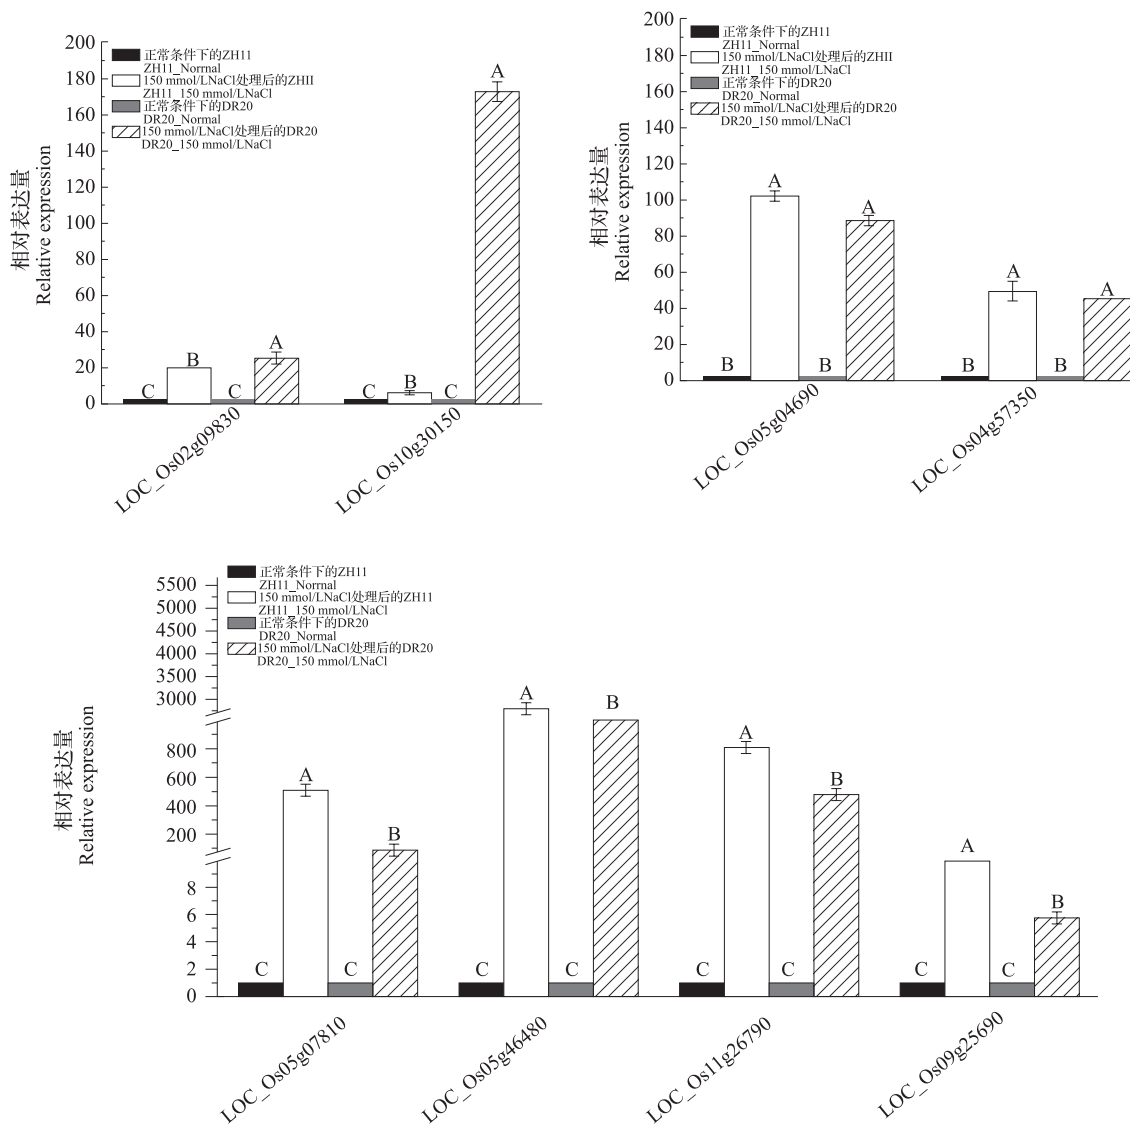 200
180
160
140
120
100
80
60
40
20
0
相对表达量
Relative expression
正常条件下的ZH11
ZH11_Normal
150 mmol/LNaCl处理后的ZHII
ZH11_150 mmol/LNaCl
正常条件下的DR20
DR20_Normal
150 mmol/LNaCl处理后的DR20
DR20_150 mmol/LNaCl
C B C A
C B C A
LOC_Os02g09830
LOC_Os10g30150
200
180
160
140
120
100
80
60
40
20
0
相对表达量
Relative expression
正常条件下的ZH11
ZH11_Normal
150 mmol/LNaCl处理后的ZHII
ZH11_150 mmol/LNaCl
正常条件下的DR20
DR20_Normal
150 mmol/LNaCl处理后的DR20
DR20_150 mmol/LNaCl
B A B A
B A B A
LOC_Os05g04690
LOC_Os04g57350
5500
5000
4500
4000
3500
3000
800
600
400
200
8
6
4
2
0
相对表达量
Relative expression
正常条件下的ZH11
ZH11_Normal
150 mmol/LNaCl处理后的ZH11
ZH11_150 mmol/LNaCl
正常条件下的DR20
DR20_Normal
150 mmol/LNaCl处理后的DR20
DR20_150 mmol/LNaCl
C A C B
C A C B
C A C B
C A C B
LOC_Os05g07810
LOC_Os05g46480
LOC_Os11g26790
LOC_Os09g25690